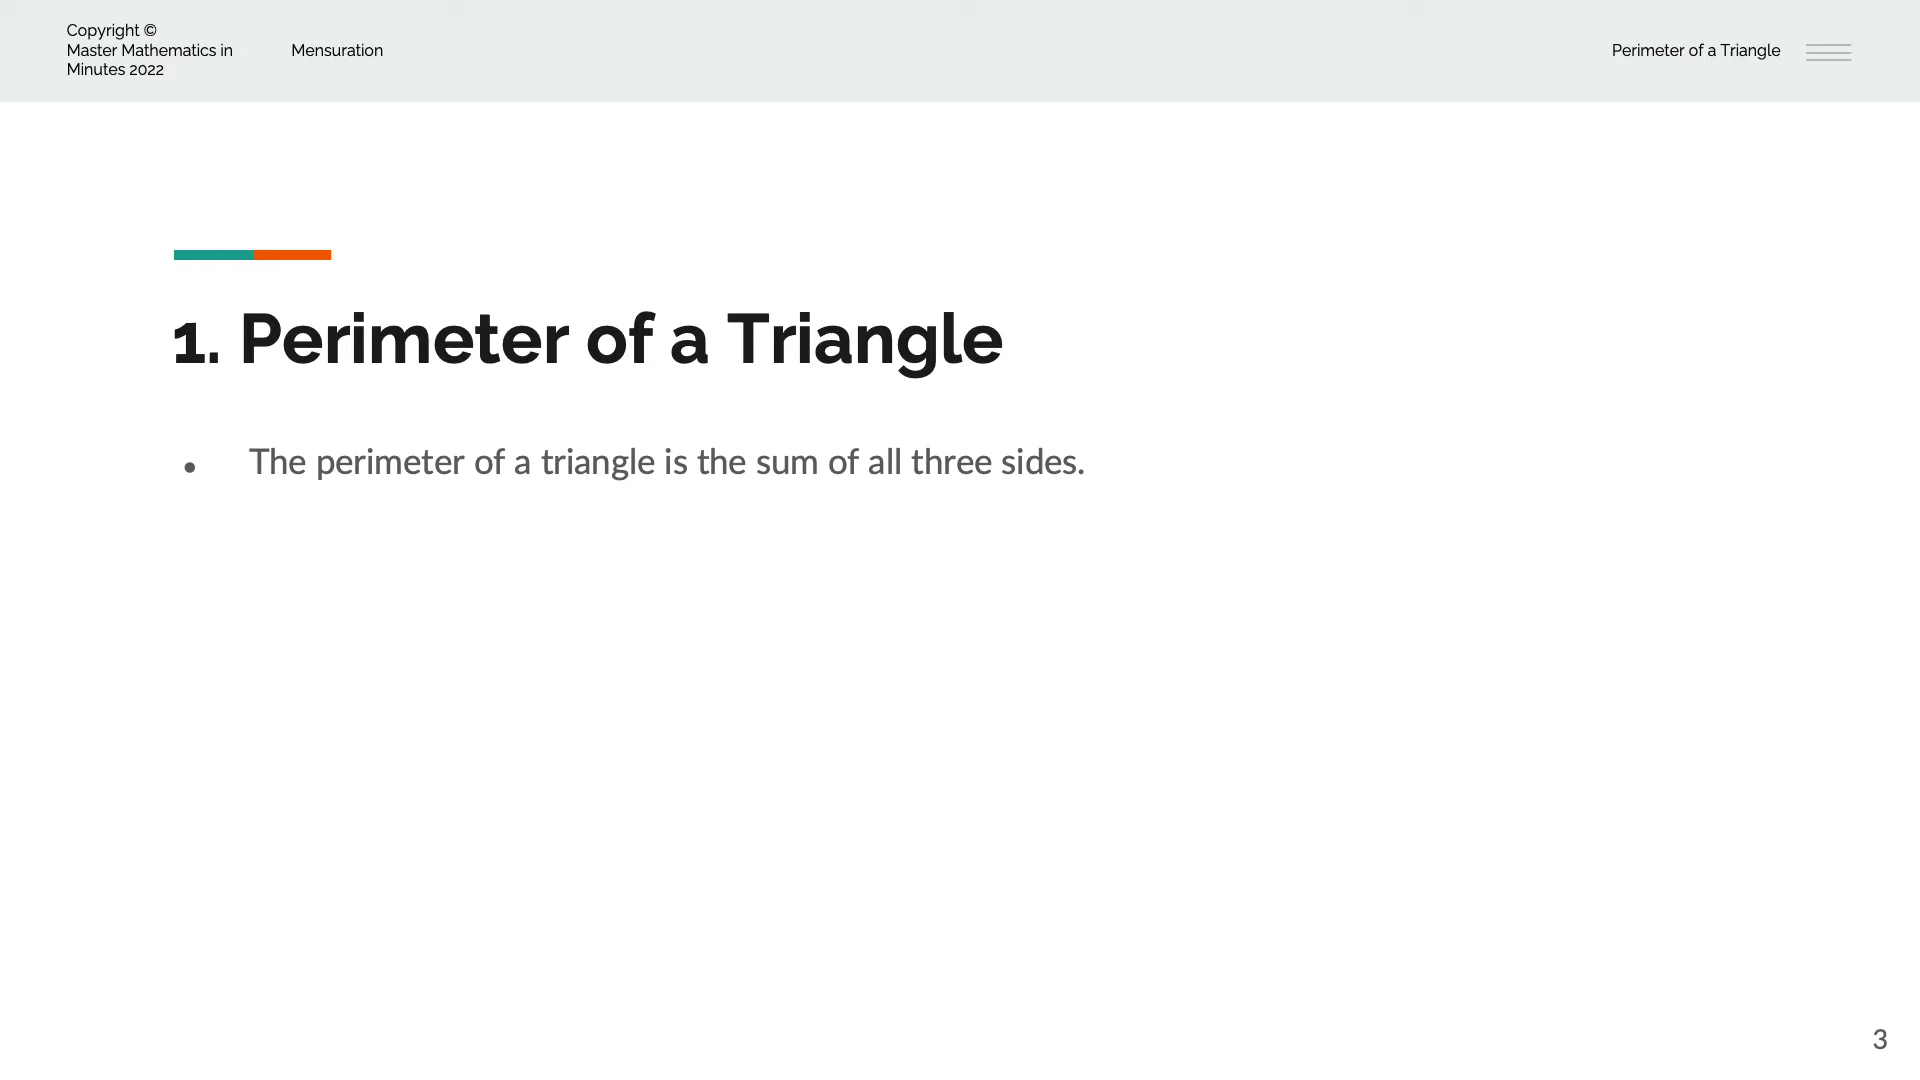 Copyright ©
Master Mathematics in
Minutes 2022
Mensuration
Perimeter of a Triangle
1. Perimeter of a Triangle
● The perimeter of a triangle is the sum of all three sides.
3